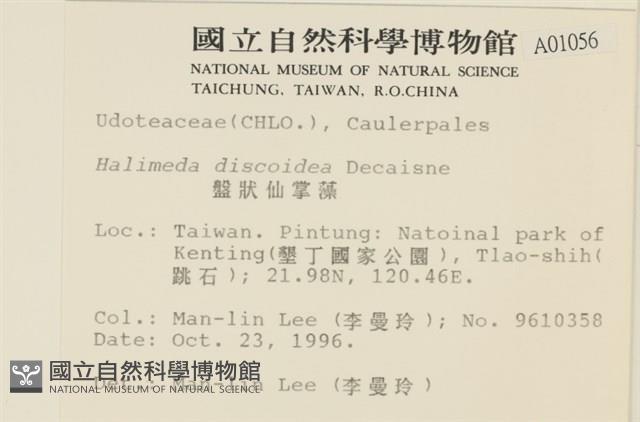 國立自然科學博物館
A01056
NATIONAL MUSEUM OF NATURAL SCIENCE
TAICHUNG, TAIWAN, R.O.CHINA
Udoteaceae(CHLO.), Caulerpales
Halimeda discoidea Decaisne
盤狀仙掌藻
Loc.: Taiwan. Pintung: Natoinal park of
Kenting(墾丁國家公園), Tlao-shih(
跳石); 21.98N, 120.46E.
Col.: Man-lin Lee (李曼玲); No. 9610358
Date: Oct. 23, 1996.
Det.: Man-lin Lee (李曼玲)
國立自然科學博物館
NATIONAL MUSEUM OF NATURAL SCIENCE